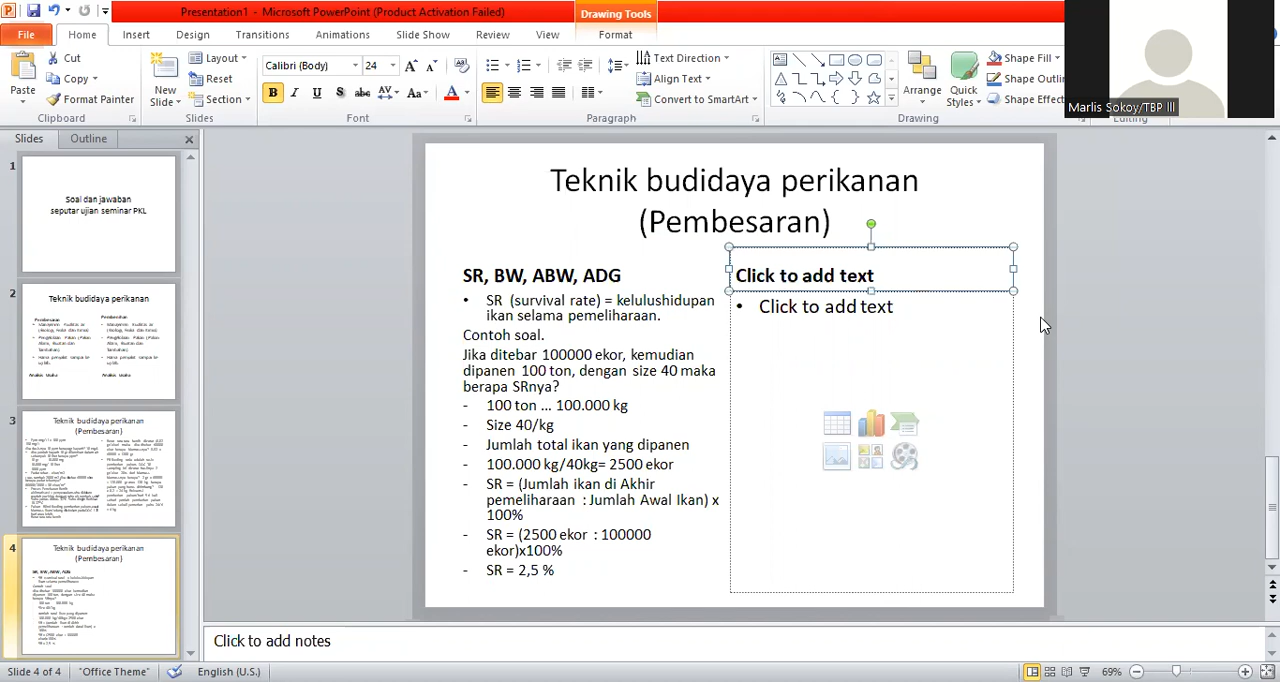 Presentation1 - Microsoft PowerPoint (Product Activation Failed)
Drawing Tools
File Home Insert Design Transitions Animations Slide Show Review View Format
Cut
Copy
Format Painter
Paste
Clipboard
New
Slide
Layout
Reset
Section
Slides
Calibri (Body) 24
Font
Text Direction
Align Text
Convert to SmartArt
Paragraph
Arrange
Quick
Styles
Shape Fill
Shape Outli
Shape Effect
Drawing
Editing
Marlis Sokoy/TBP III
Slides Outline
1
Soal dan jawaban
seputar ujian seminar PKL
2
Teknik budidaya perikanan
3
Teknik budidaya perikanan
(Pembesaran)
4
Teknik budidaya perikanan
(Pembesaran)
Teknik budidaya perikanan
(Pembesaran)
SR, BW, ABW, ADG
• SR (survival rate) = kelulushidupan
ikan selama pemeliharaan.
Contoh soal.
Jika ditebar 100000 ekor, kemudian
dipanen 100 ton, dengan size 40 maka
berapa SRnya?
- 100 ton ... 100.000 kg
- Size 40/kg
- Jumlah total ikan yang dipanen
- 100.000 kg/40kg= 2500 ekor
- SR = (Jumah ikan di Akhir
pemeliharaan : Jumlah Awal Ikan) x
100%
- SR = (2500 ekor : 100000
ekor)x100%
- SR = 2,5 %
Click to add text
• Click to add text
Click to add notes
Slide 4 of 4 "Office Theme" English (U.S.) 69%